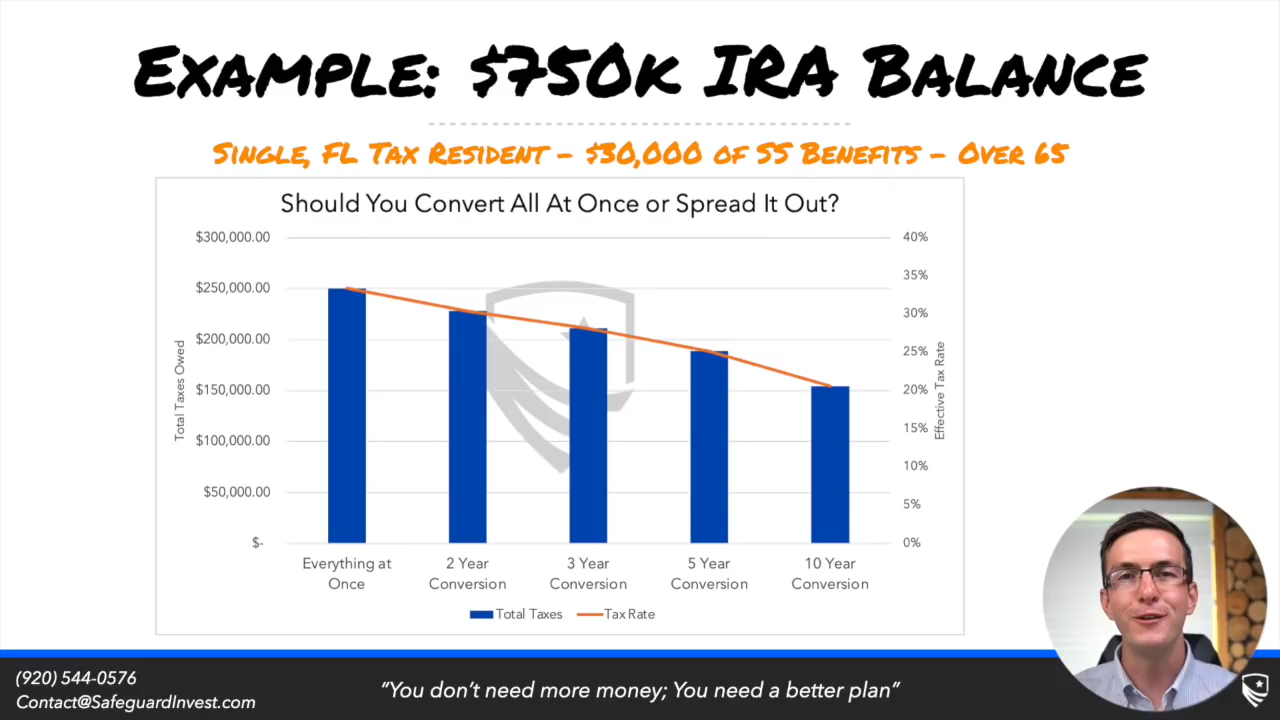 Example: $750k IRA Balance
Single, FL Tax Resident – $30,000 of SS Benefits – Over 65
Should You Convert All At Once or Spread It Out?
$300,000.00
$250,000.00
$200,000.00
$150,000.00
$100,000.00
$50,000.00
$-
Total Taxes Owed
40%
35%
30%
25%
20%
15%
10%
5%
0%
Effective Tax Rate
Everything at
Once
2 Year
Conversion
3 Year
Conversion
5 Year
Conversion
10 Year
Conversion
Total Taxes
Tax Rate
(920) 544-0576
Contact@SafeguardInvest.com
"You don't need more money; You need a better plan"